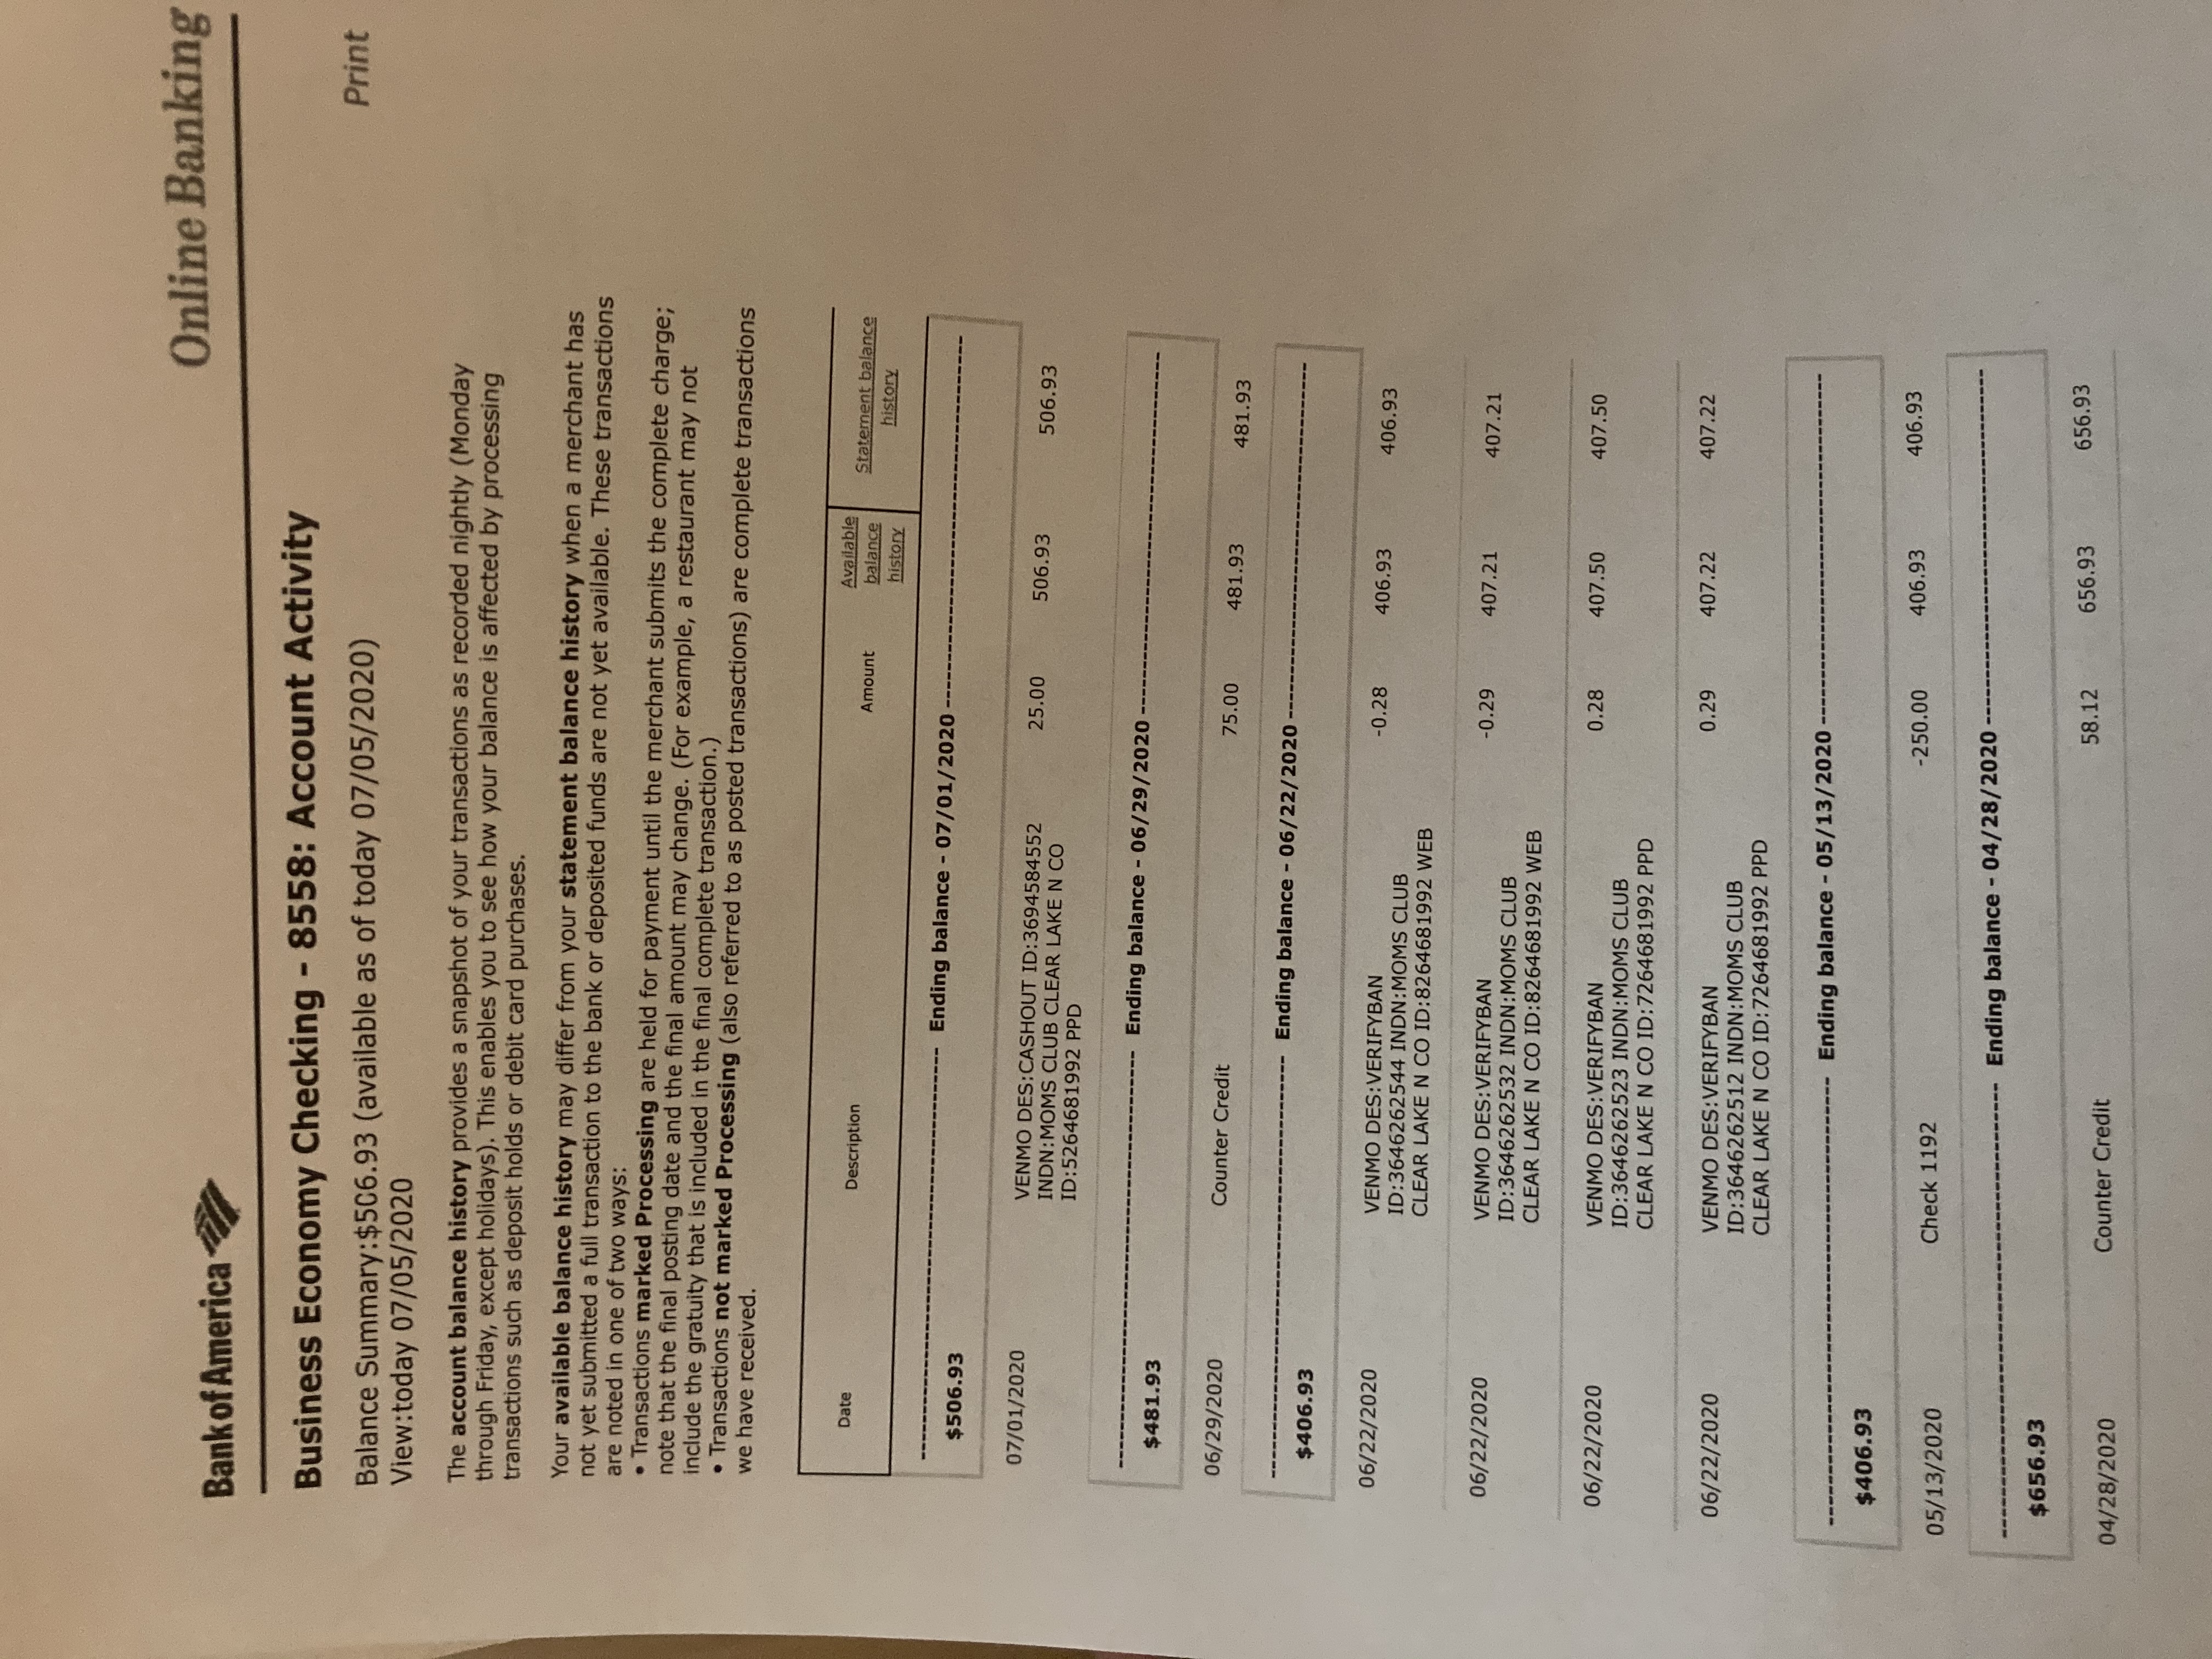 Bank of America
Online Banking
Business Economy Checking - 8558: Account Activity
Balance Summary:$506.93 (available as of today 07/05/2020)
Print
View:today 07/05/2020
The account balance history provides a snapshot of your transactions as recorded nightly (Monday
through Friday, except holidays). This enables you to see how your balance is affected by processing
transactions such as deposit holds or debit card purchases.
Your available balance history may differ from your statement balance history when a merchant has
not yet submitted a full transaction to the bank or deposited funds are not yet available. These transactions
are noted in one of two ways:
• Transactions marked Processing are held for payment until the merchant submits the complete charge;
note that the final posting date and the final amount may change. (For example, a restaurant may not
include the gratuity that is included in the final complete transaction.)
• Transactions not marked Processing (also referred to as posted transactions) are complete transactions
we have received.
Date Description Amount Available balance history Statement balance history
Ending balance - 07/01/2020
$506.93
07/01/2020 VENMO DES:CASHOUT ID:3694584552 25.00 506.93 506.93
INDN:MOMS CLUB CLEAR LAKE N CO
ID:5264681992 PPD
Ending balance - 06/29/2020
$481.93
06/29/2020 Counter Credit 75.00 481.93 481.93
Ending balance - 06/22/2020
$406.93
06/22/2020 VENMO DES:VERIFYBAN -0.28 406.93 406.93
ID:3646262544 INDN:MOMS CLUB
CLEAR LAKE N CO ID:8264681992 WEB
06/22/2020 VENMO DES:VERIFYBAN -0.29 407.21 407.21
ID:3646262532 INDN:MOMS CLUB
CLEAR LAKE N CO ID:8264681992 WEB
06/22/2020 VENMO DES:VERIFYBAN 0.28 407.50 407.50
ID:3646262523 INDN:MOMS CLUB
CLEAR LAKE N CO ID:7264681992 PPD
06/22/2020 VENMO DES:VERIFYBAN 0.29 407.22 407.22
ID:3646262512 INDN:MOMS CLUB
CLEAR LAKE N CO ID:7264681992 PPD
Ending balance - 05/13/2020
$406.93
05/13/2020 Check 1192 -250.00 406.93 406.93
Ending balance - 04/28/2020
$656.93
04/28/2020 Counter Credit 58.12 656.93 656.93